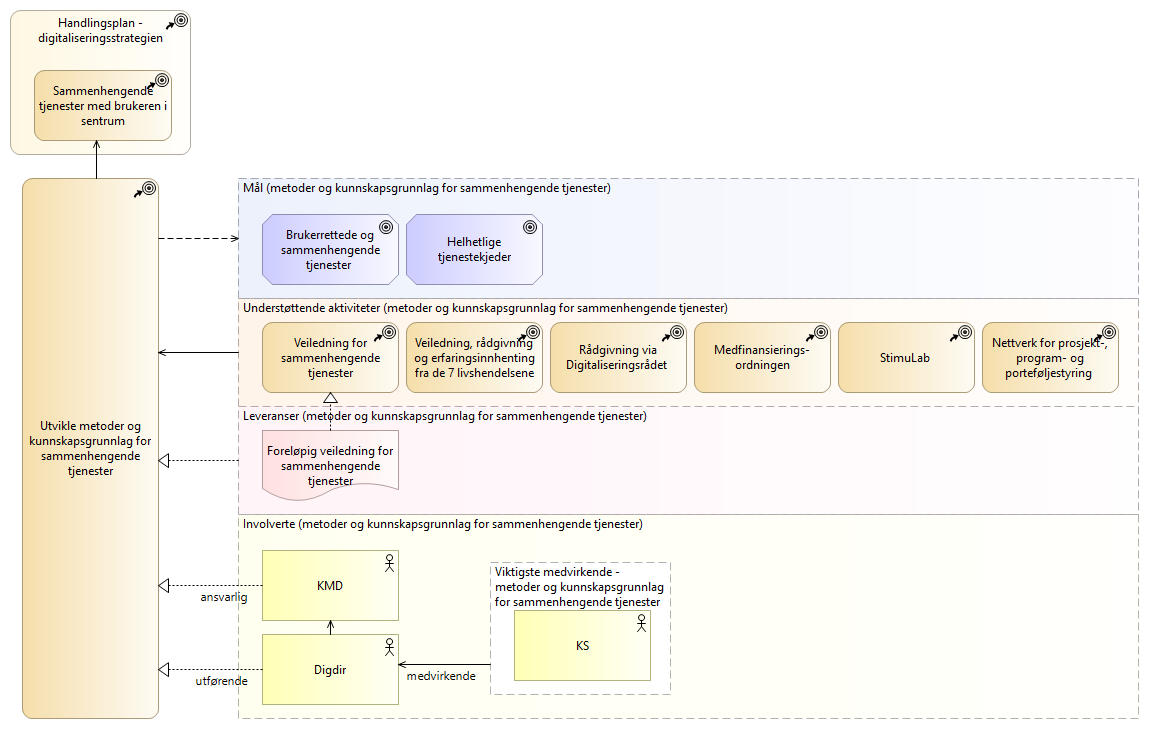 Handlingsplan -
digitaliseringsstrategien
Sammenhengende
tjenester med brukeren i
sentrum
Utvikle metoder og
kunnskapsgrunnlag for
sammenhengende
tjenester
Mål (metoder og kunnskapsgrunnlag for sammenhengende tjenester)
Brukerrettede og
sammenhengende
tjenester
Helhetlige
tjenestekjeder
Understøttende aktiviteter (metoder og kunnskapsgrunnlag for sammenhengende tjenester)
Veiledning for
sammenhengende
tjenester
Veiledning, rådgivning
og erfaringsinnhenting
fra de 7 livshendelsene
Rådgivning via
Digitaliseringsrådet
Medfinansierings-
ordningen
StimuLab
Nettverk for prosjekt-,
program- og
porteføljestyring
Leveranser (metoder og kunnskapsgrunnlag for sammenhengende tjenester)
Foreløpig veiledning for
sammenhengende
tjenester
Involverte (metoder og kunnskapsgrunnlag for sammenhengende tjenester)
KMD
ansvarlig
Viktigste medvirkende -
metoder og kunnskapsgrunnlag
for sammenhengende tjenester
KS
Digdir
medvirkende
utførende